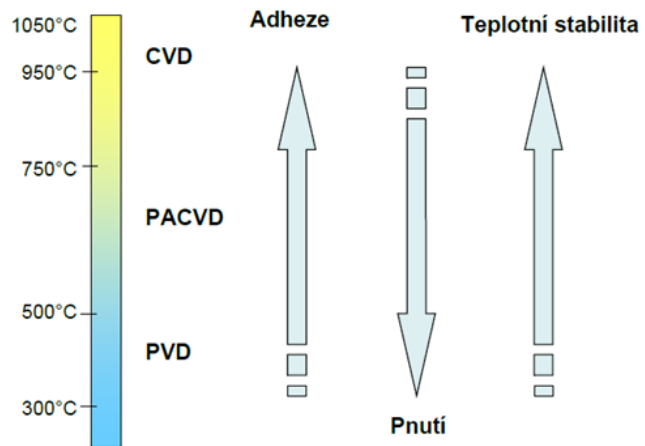 1050°C
950°C
750°C
500°C
300°C
CVD
PACVD
PVD
Adheze
Pnutí
Teplotní stabilita